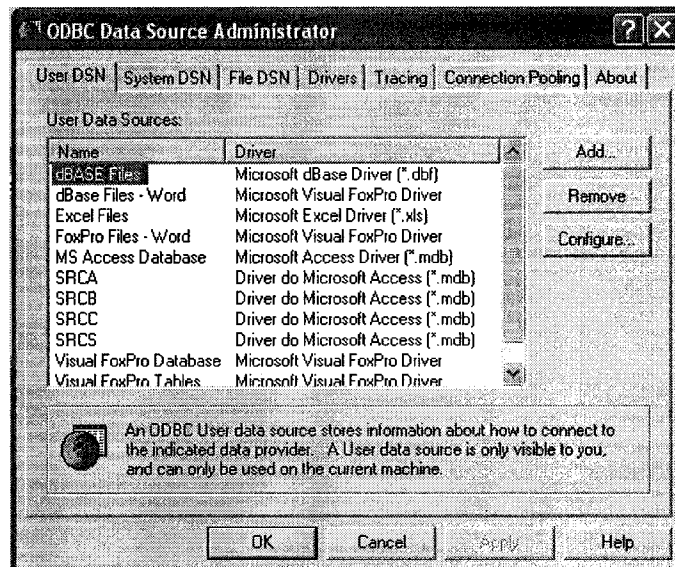 ODBC Data Source Administrator
User DSN System DSN File DSN Drivers Tracing Connection Pooling About
User Data Sources:
Name Driver
dBASE Files Microsoft dBase Driver (*.dbf)
dBase Files - Word Microsoft Visual FoxPro Driver
Excel Files Microsoft Excel Driver (*.xls)
FoxPro Files - Word Microsoft Visual FoxPro Driver
MS Access Database Microsoft Access Driver (*.mdb)
SRCA Driver do Microsoft Access (*.mdb)
SRCB Driver do Microsoft Access (*.mdb)
SRCC Driver do Microsoft Access (*.mdb)
SRCS Driver do Microsoft Access (*.mdb)
Visual FoxPro Database Microsoft Visual FoxPro Driver
Visual FoxPro Tables Microsoft Visual FoxPro Driver
Add...
Remove
Configure...
An ODBC User data source stores information about how to connect to
the indicated data provider. A User data source is only visible to you,
and can only be used on the current machine.
OK Cancel Apply Help